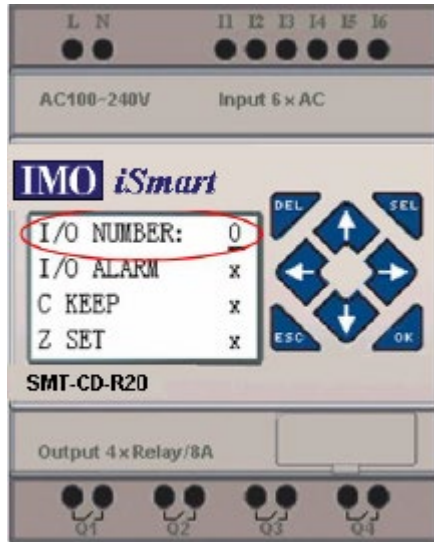 L N I1 I2 I3 I4 I5 I6
AC100~240V Input 6 x AC
IMO iSmart
DEL SEL
I/O NUMBER: 0
I/O ALARM x
C KEEP x
Z SET x
ESC OK
SMT-CD-R20
Output 4 x Relay/8A
Q1 Q2 Q3 Q4